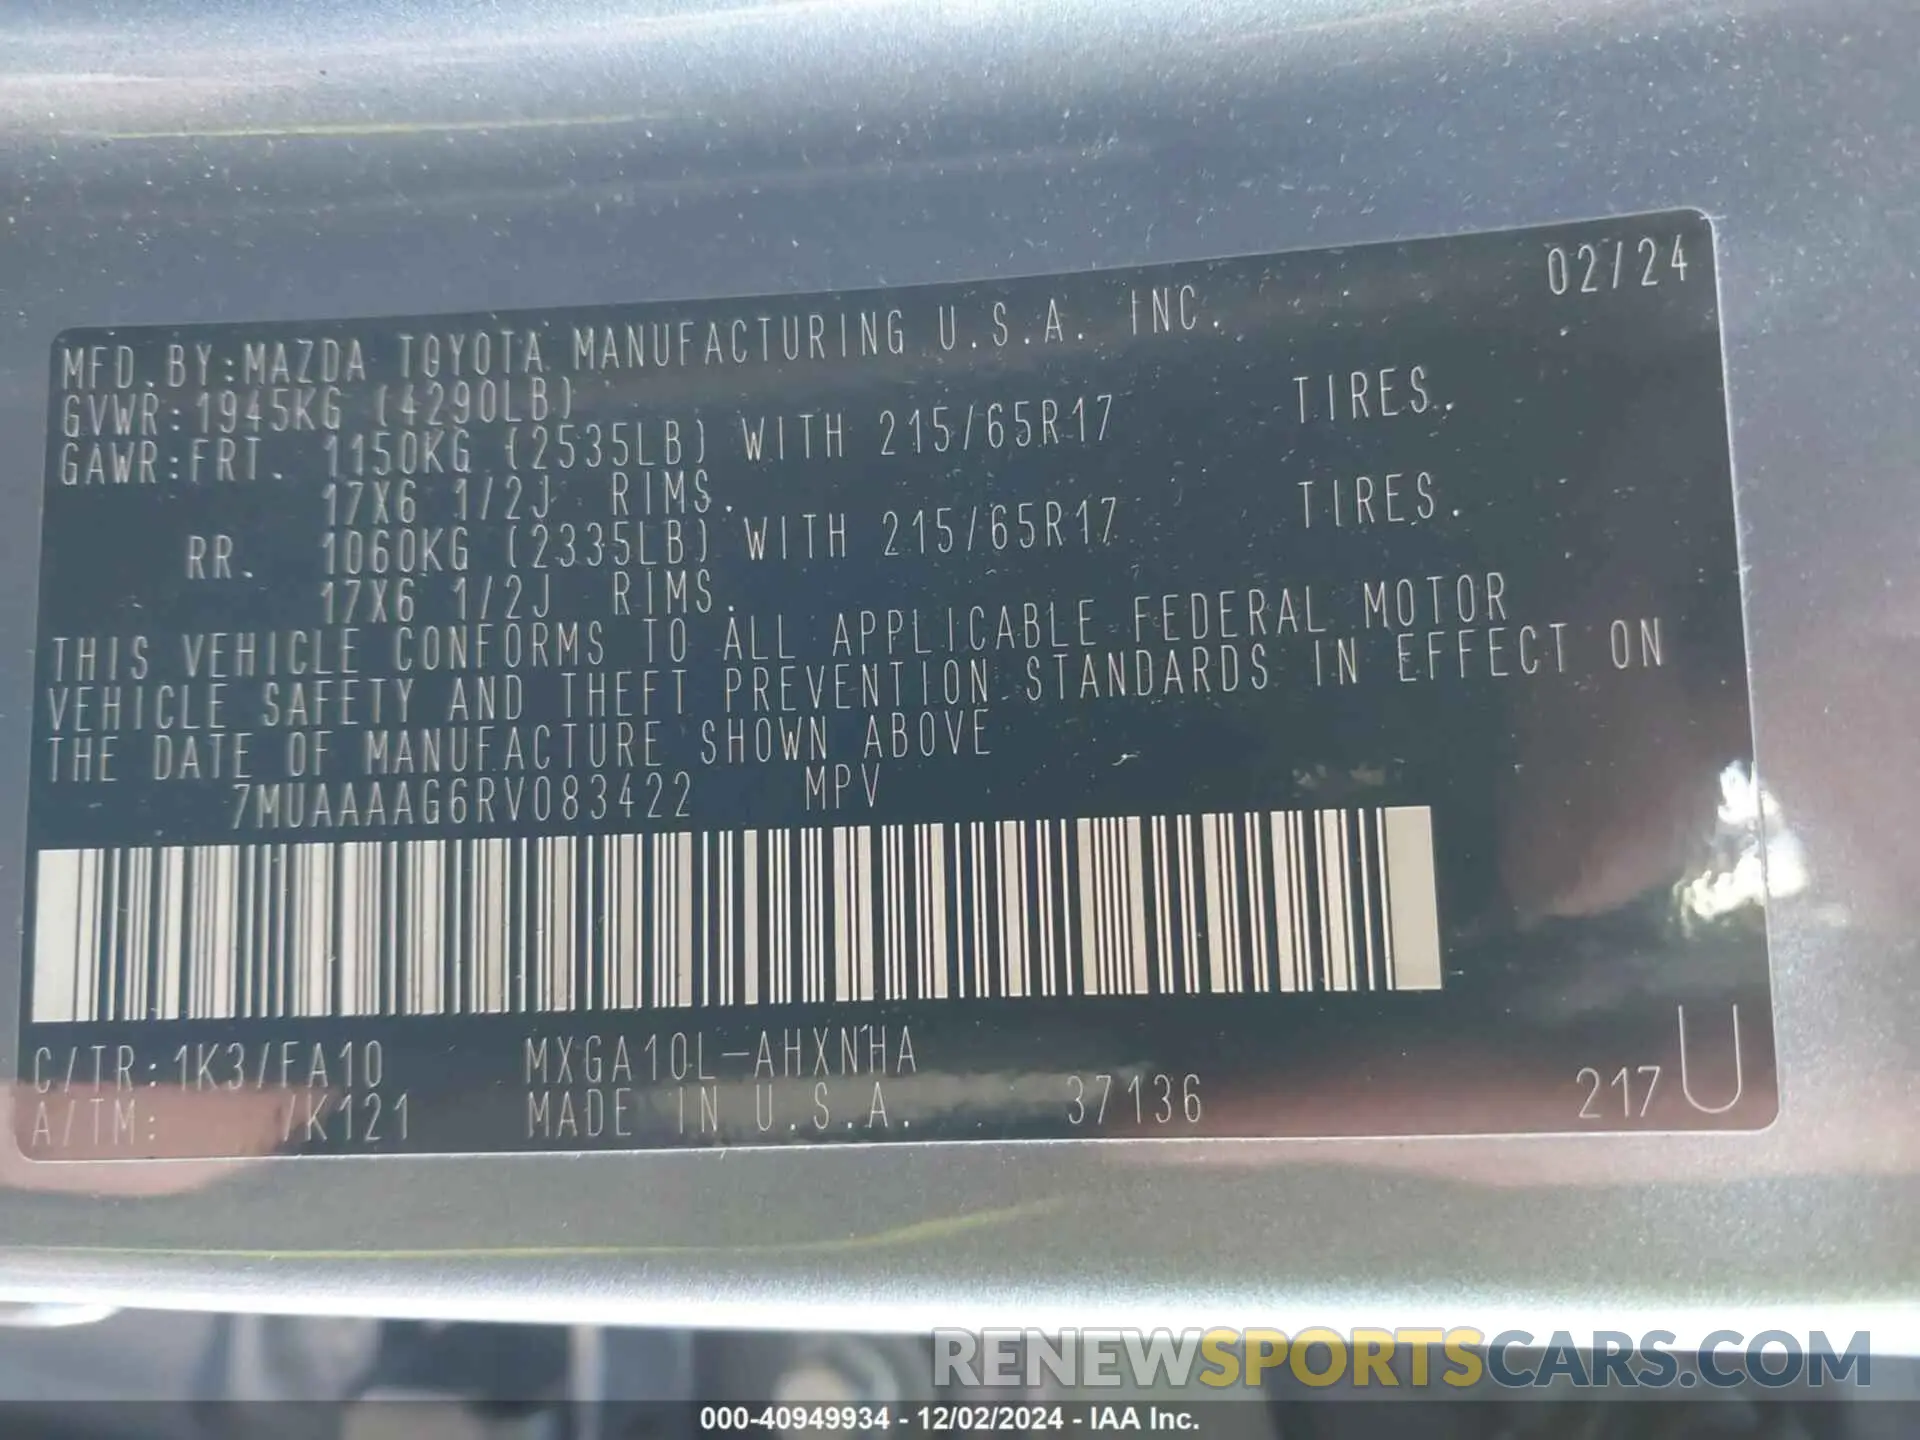 02/24
MFD.BY:MAZDA TOYOTA MANUFACTURING U.S.A. INC.
GVWR:1945KG (4290LB)
GAWR:FRT. 1150KG (2535LB) WITH 215/65R17 TIRES.
17X6 1/2J RIMS.
RR. 1060KG (2335LB) WITH 215/65R17 TIRES.
17X6 1/2J RIMS.
THIS VEHICLE CONFORMS TO ALL APPLICABLE FEDERAL MOTOR
VEHICLE SAFETY AND THEFT PREVENTION STANDARDS IN EFFECT ON
THE DATE OF MANUFACTURE SHOWN ABOVE
7MUAAAAG6RV083422 MPV
C/TR:1K3/FA10 MXGA10L-AHXNHA
A/TM: /K121 MADE IN U.S.A. 37136 217 U
RENEWSPORTSCARS.COM
000-40949934 - 12/02/2024 - IAA Inc.